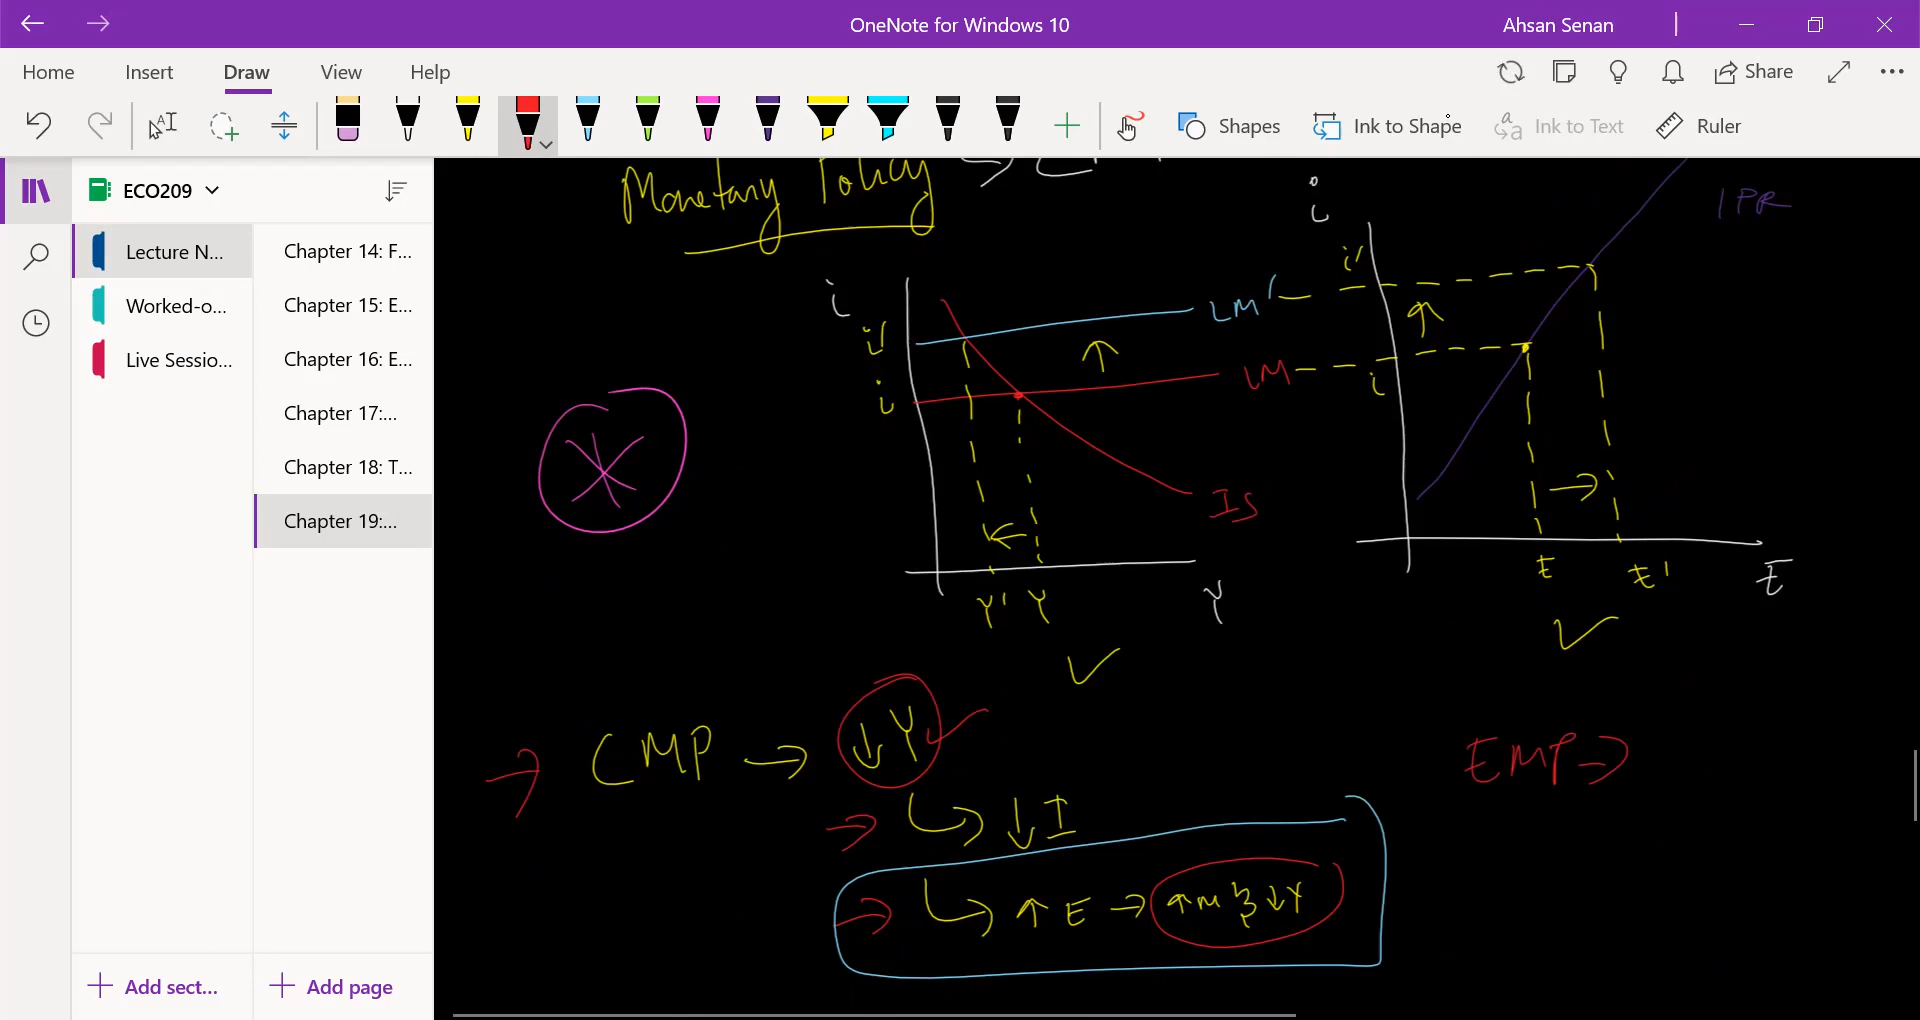 OneNote for Windows 10
Ahsan Senan
Home Insert Draw View Help
Share
Shapes Ink to Shape Ink to Text Ruler
ECO209
Lecture N...
Worked-o...
Live Sessio...
Chapter 14: F...
Chapter 15: E...
Chapter 16: E...
Chapter 17:...
Chapter 18: T...
Chapter 19:...
Add sect...
Add page
Monetary Policy →
i
i'
i
LM'
LM
IS
Y' Y
Y
i
i'
i
IPR
E
E'
E
→ CMP → ↓Y
→ ↓I
→ ↑E → ↑M & ↓X
EMP →